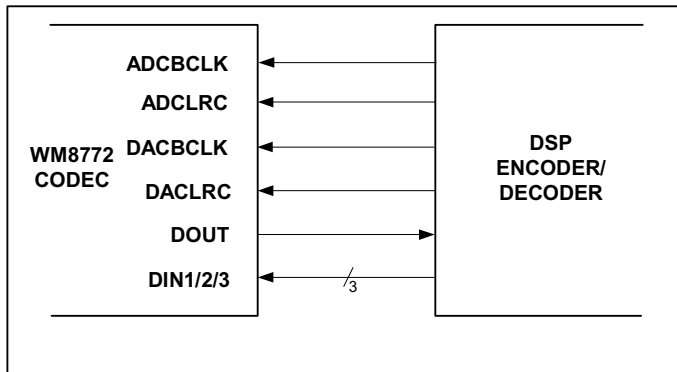 ADCBCLK
ADCLRC
WM8772
CODEC
DACBCLK
DACLRC
DOUT
DIN1/2/3
3
DSP
ENCODER/
DECODER